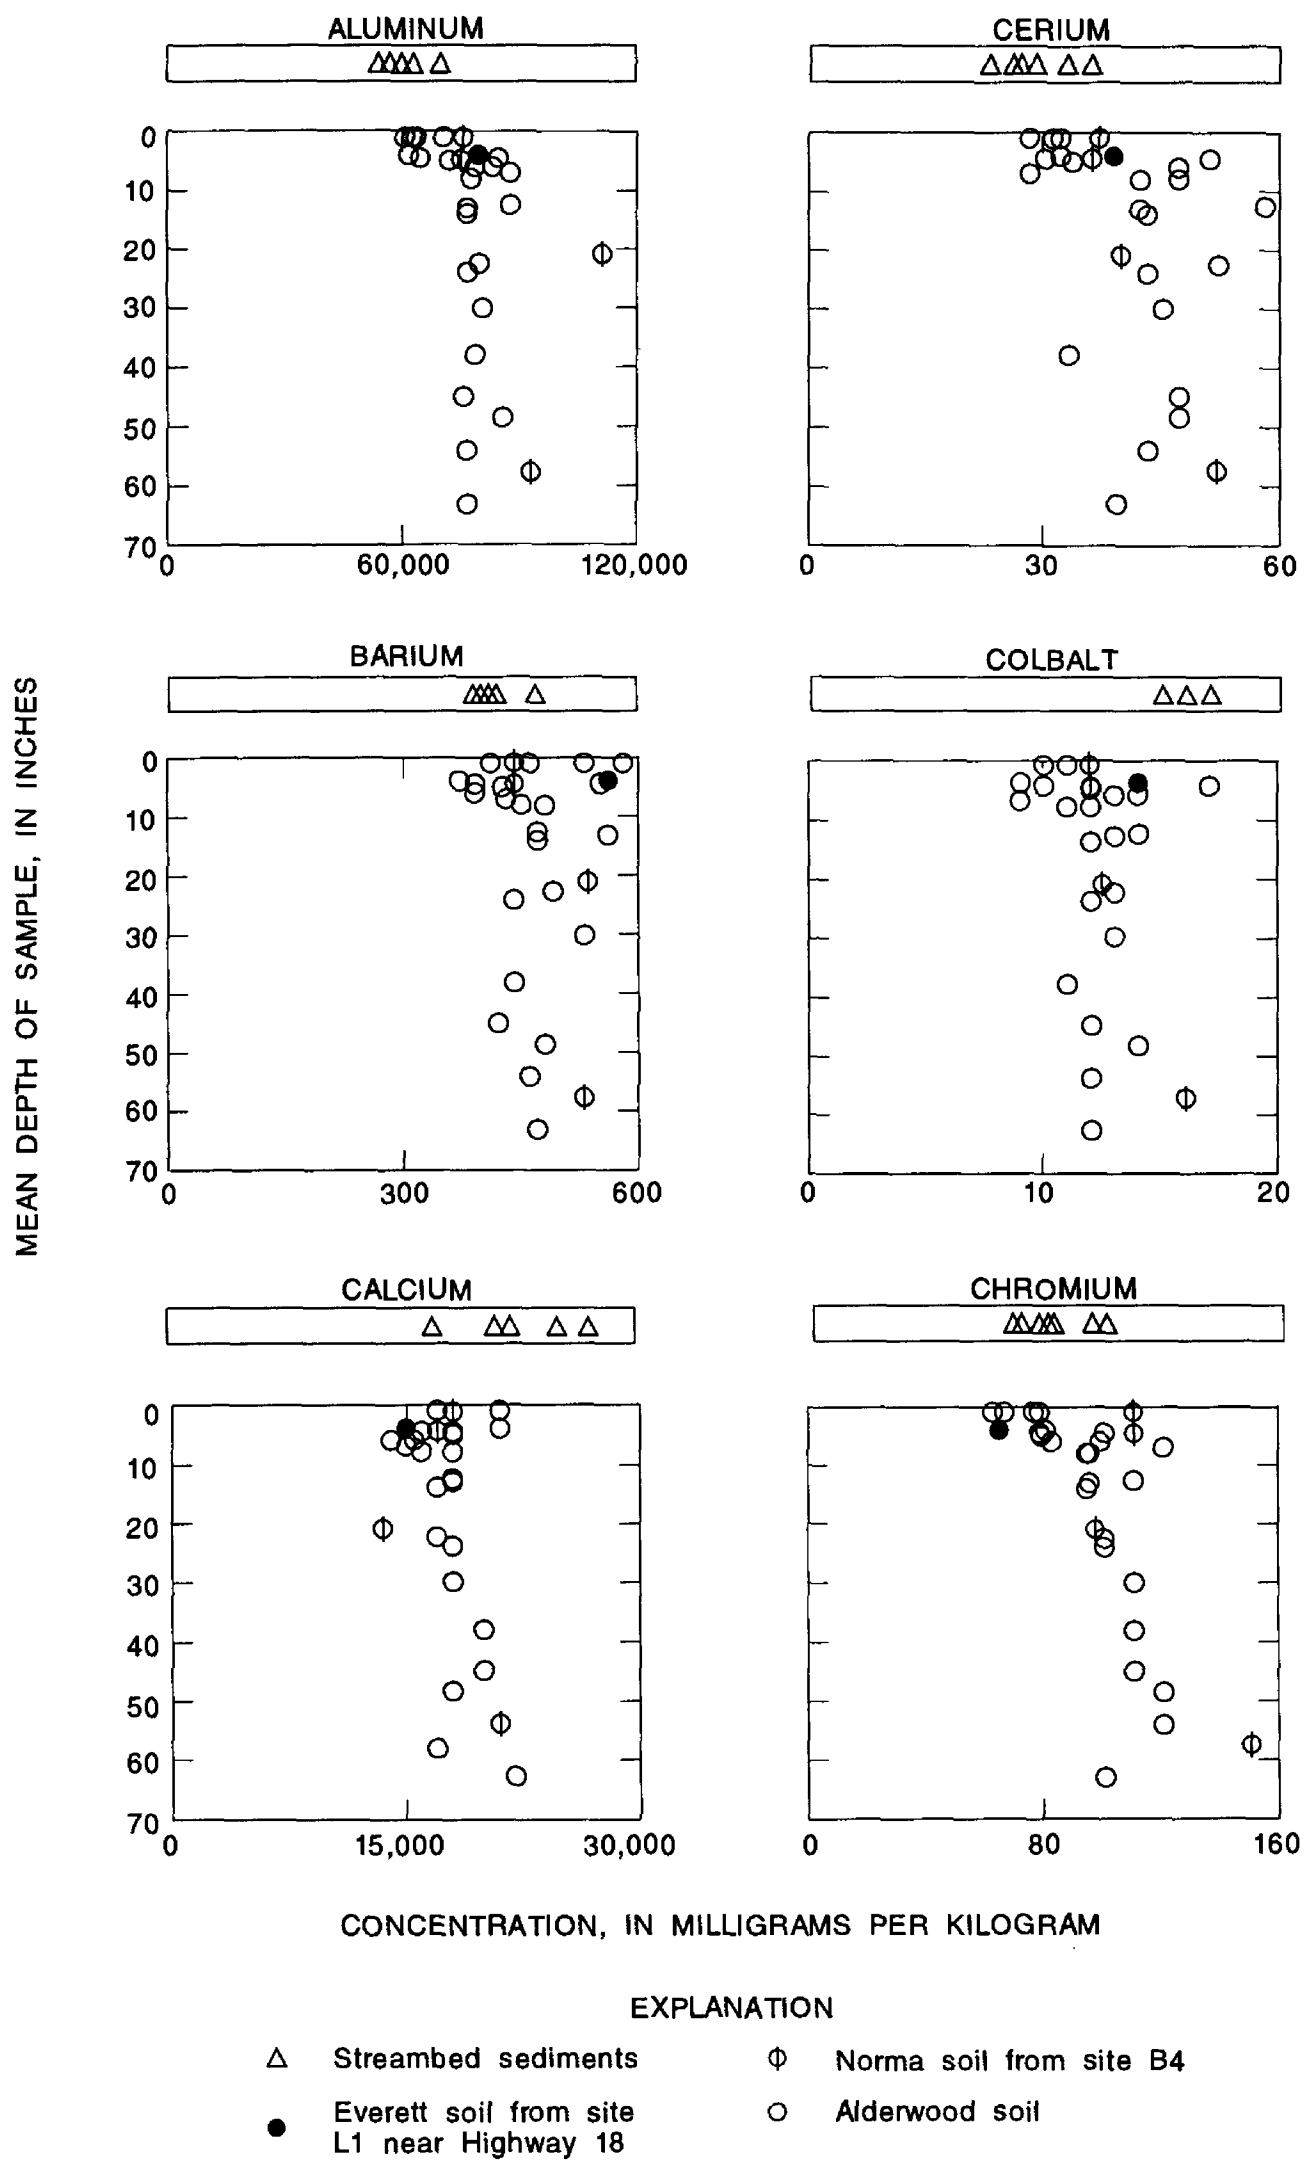 ALUMINUM
0
10
20
30
40
50
60
70
0 60,000 120,000
CERIUM
0 30 60
BARIUM
0
10
20
30
40
50
60
70
0 300 600
COLBALT
0 10 20
CALCIUM
0
10
20
30
40
50
60
70
0 15,000 30,000
CHROMIUM
0 80 160
MEAN DEPTH OF SAMPLE, IN INCHES
CONCENTRATION, IN MILLIGRAMS PER KILOGRAM
EXPLANATION
Streambed sediments
Everett soil from site
L1 near Highway 18
Norma soil from site B4
Alderwood soil